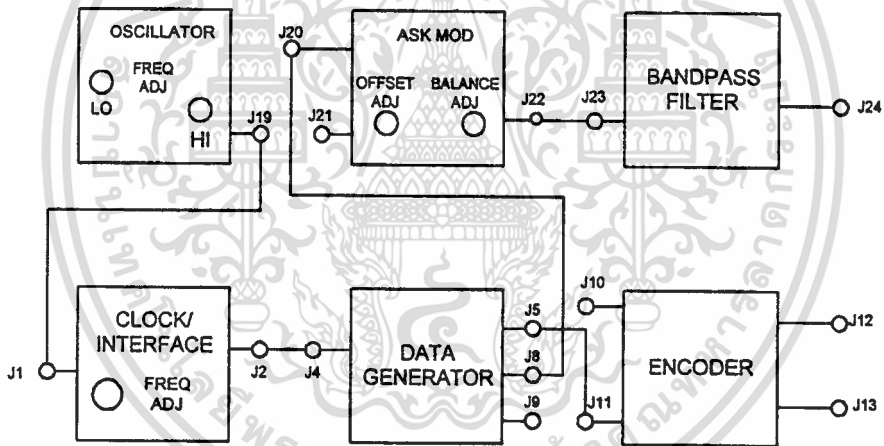 OSCILLATOR
FREQ
ADJ
LO
HI
J19
J20
ASK MOD
OFFSET
ADJ
BALANCE
ADJ
J21
J22
J23
BANDPASS
FILTER
J24
J1
CLOCK/
INTERFACE
FREQ
ADJ
J2
J4
DATA
GENERATOR
J5
J8
J9
J10
J11
ENCODER
J12
J13